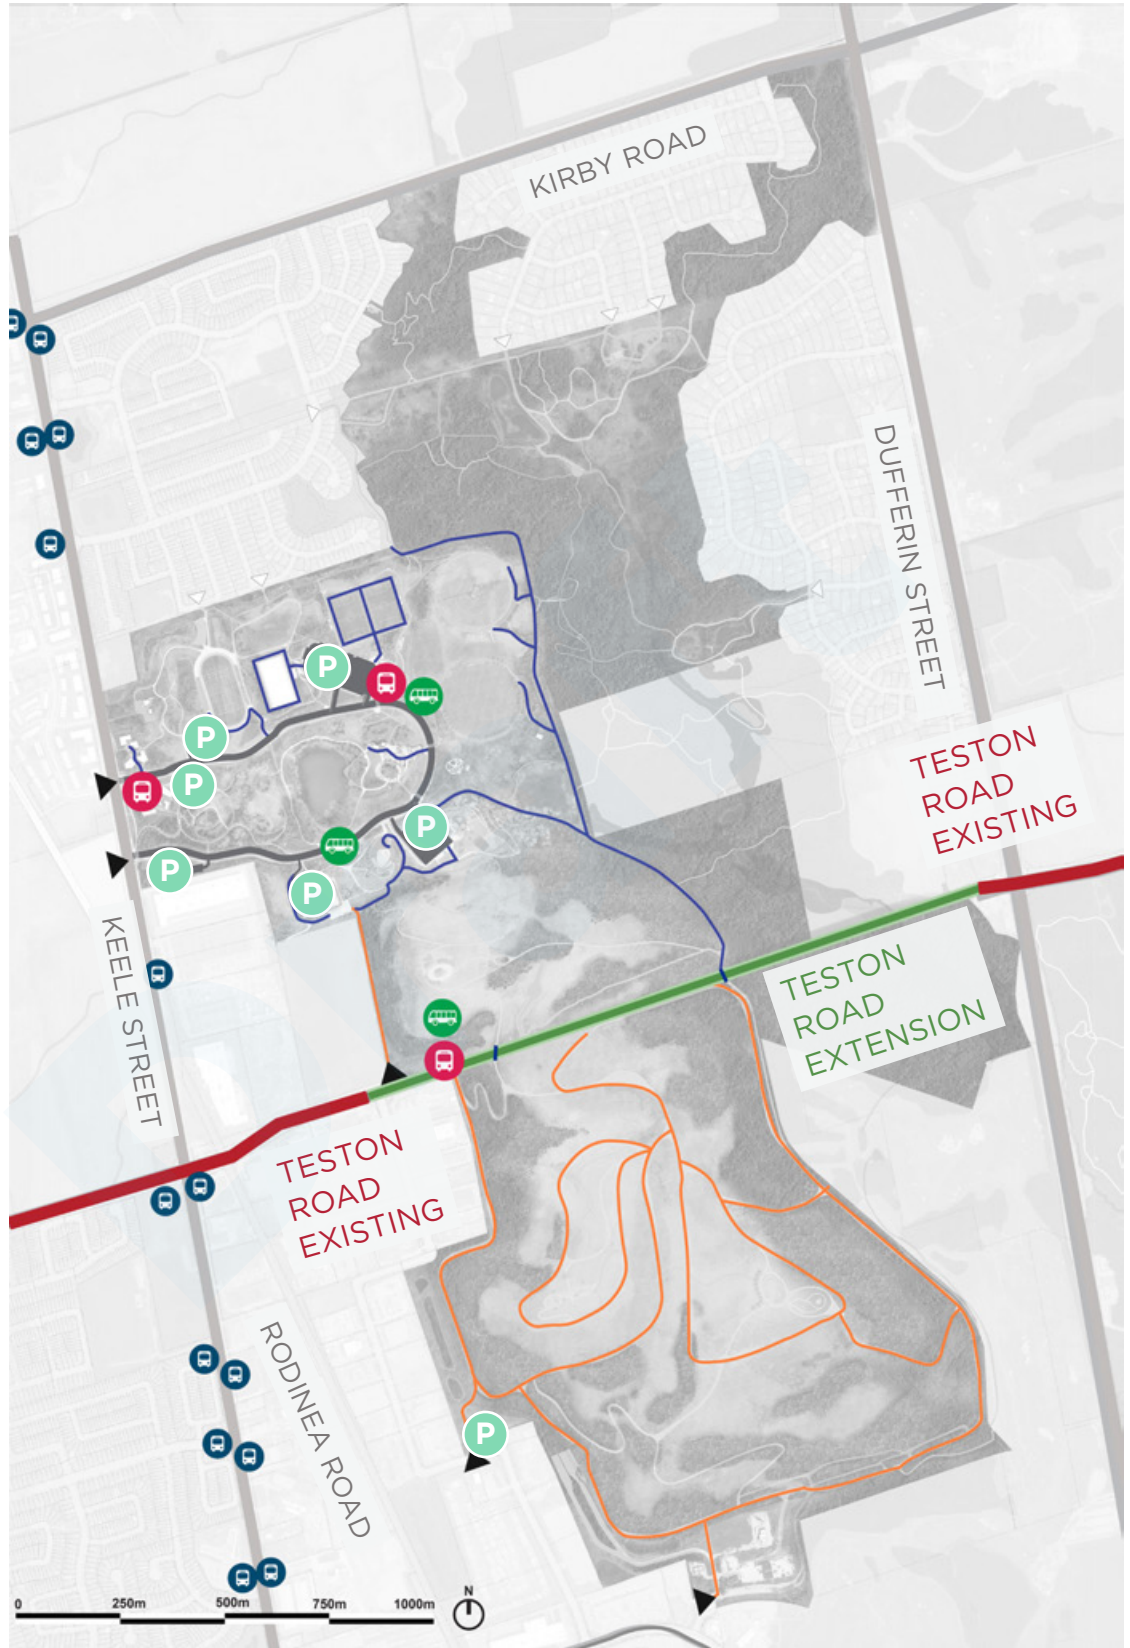 KIRBY ROAD
DUFFERIN STREET
P
P
P
P
P
P
TESTON
ROAD
EXISTING
KEELE STREET
TESTON
ROAD
EXTENSION
TESTON
ROAD
EXISTING
RODINEA ROAD
P
0 250m 500m 750m 1000m
N